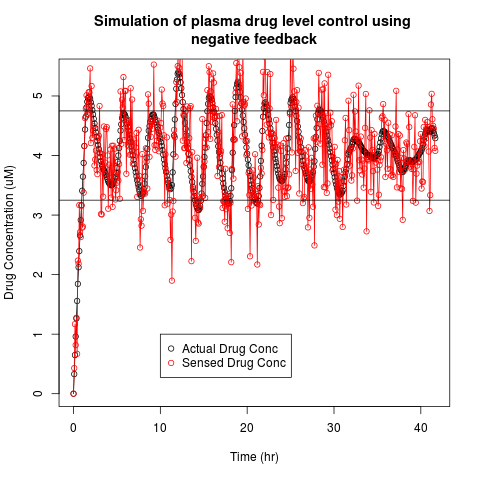 Simulation of plasma drug level control using
negative feedback
Drug Concentration (uM)
5
4
3
2
1
0
Actual Drug Conc
Sensed Drug Conc
0 10 20 30 40
Time (hr)